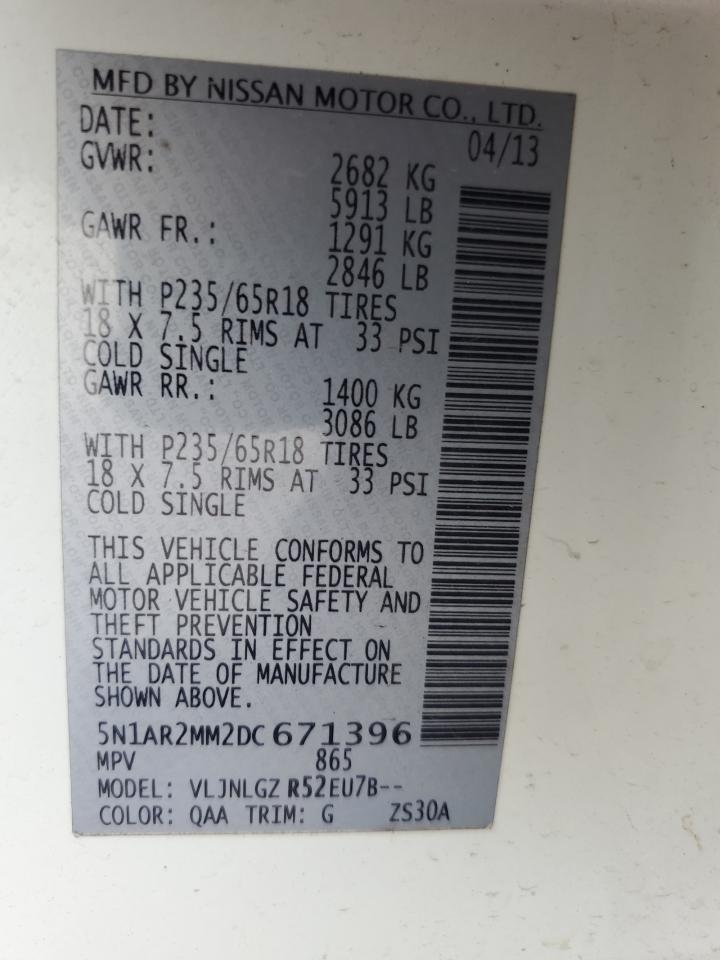 MFD BY NISSAN MOTOR CO., LTD.
DATE: 04/13
GVWR: 2682 KG
5913 LB
GAWR FR.: 1291 KG
2846 LB
WITH P235/65R18 TIRES
18 X 7.5 RIMS AT 33 PSI
COLD SINGLE
GAWR RR.: 1400 KG
3086 LB
WITH P235/65R18 TIRES
18 X 7.5 RIMS AT 33 PSI
COLD SINGLE
THIS VEHICLE CONFORMS TO
ALL APPLICABLE FEDERAL
MOTOR VEHICLE SAFETY AND
THEFT PREVENTION
STANDARDS IN EFFECT ON
THE DATE OF MANUFACTURE
SHOWN ABOVE.
5N1AR2MM2DC671396
MPV 865
MODEL: VLJNLGZ R52EU7B--
COLOR: QAA TRIM: G ZS30A